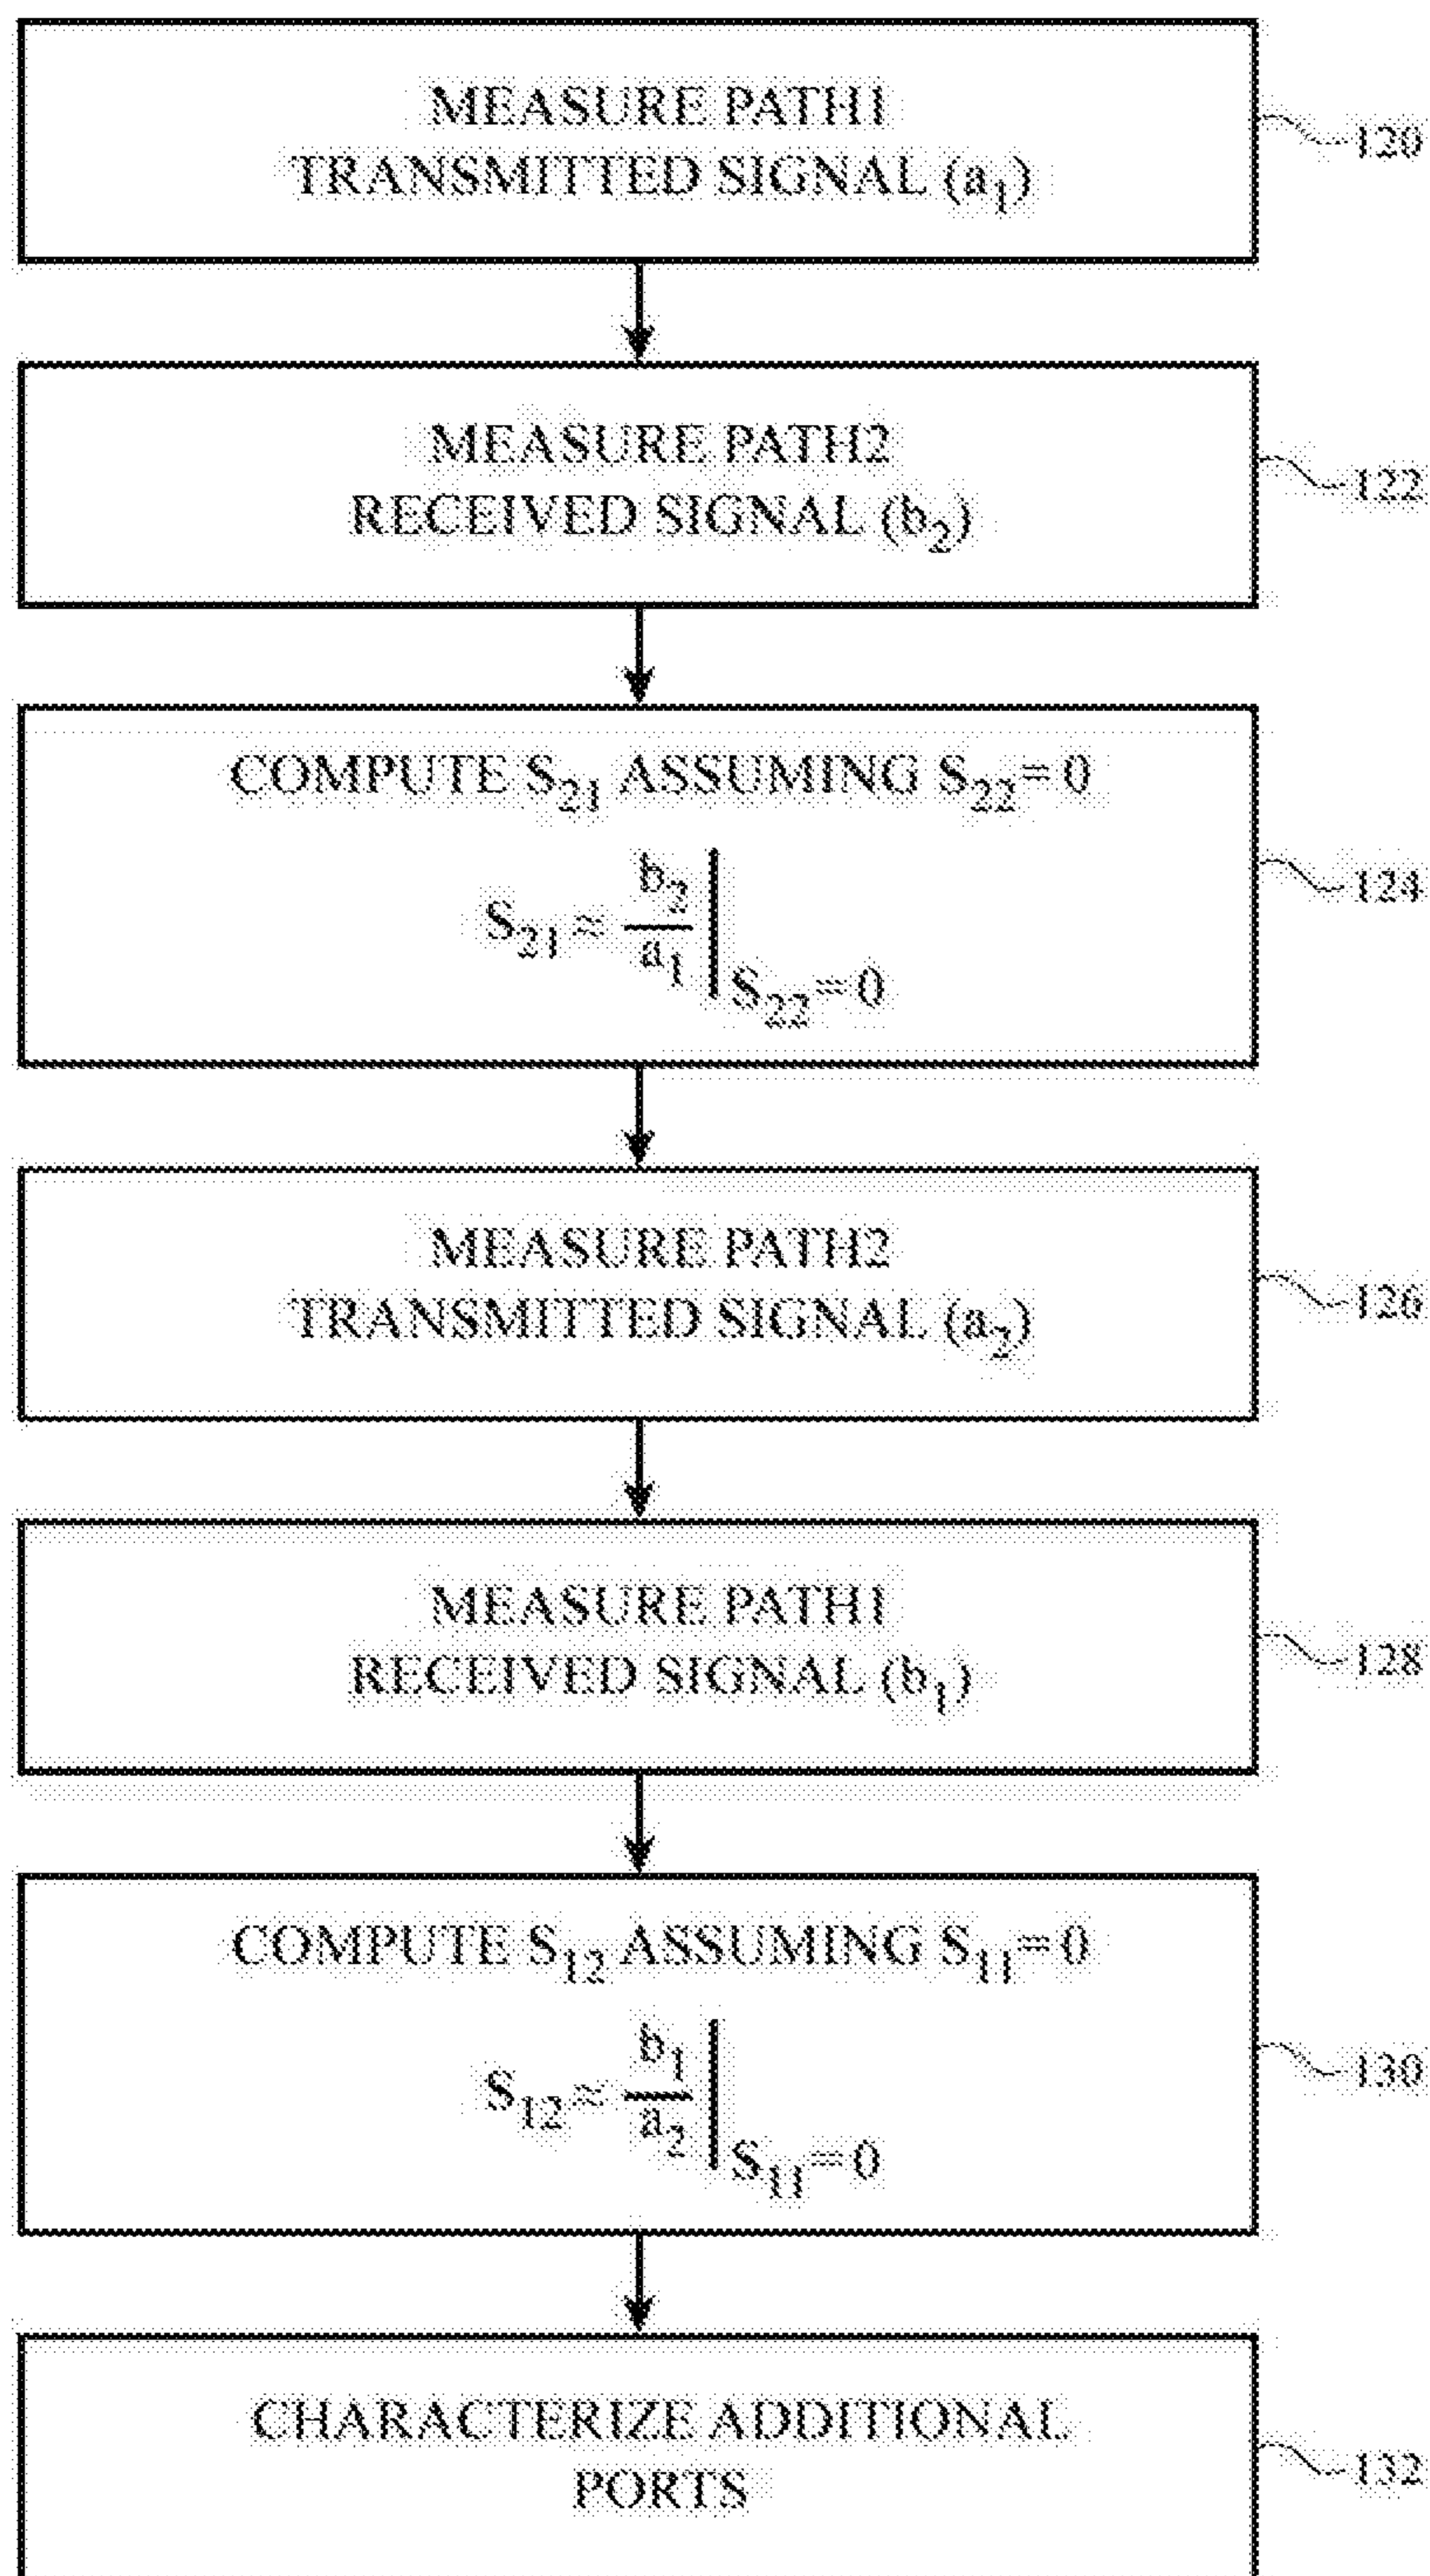 MEASURE PATH1
TRANSMITTED SIGNAL (a₁)
120
MEASURE PATH2
RECEIVED SIGNAL (b₂)
122
COMPUTE S₂₁ ASSUMING S₂₂=0
S₂₁≈ b₂/a₁ |S₂₂=0
124
MEASURE PATH2
TRANSMITTED SIGNAL (a₂)
126
MEASURE PATH1
RECEIVED SIGNAL (b₁)
128
COMPUTE S₁₂ ASSUMING S₁₁=0
S₁₂≈ b₁/a₂ |S₁₁=0
130
CHARACTERIZE ADDITIONAL
PORTS
132